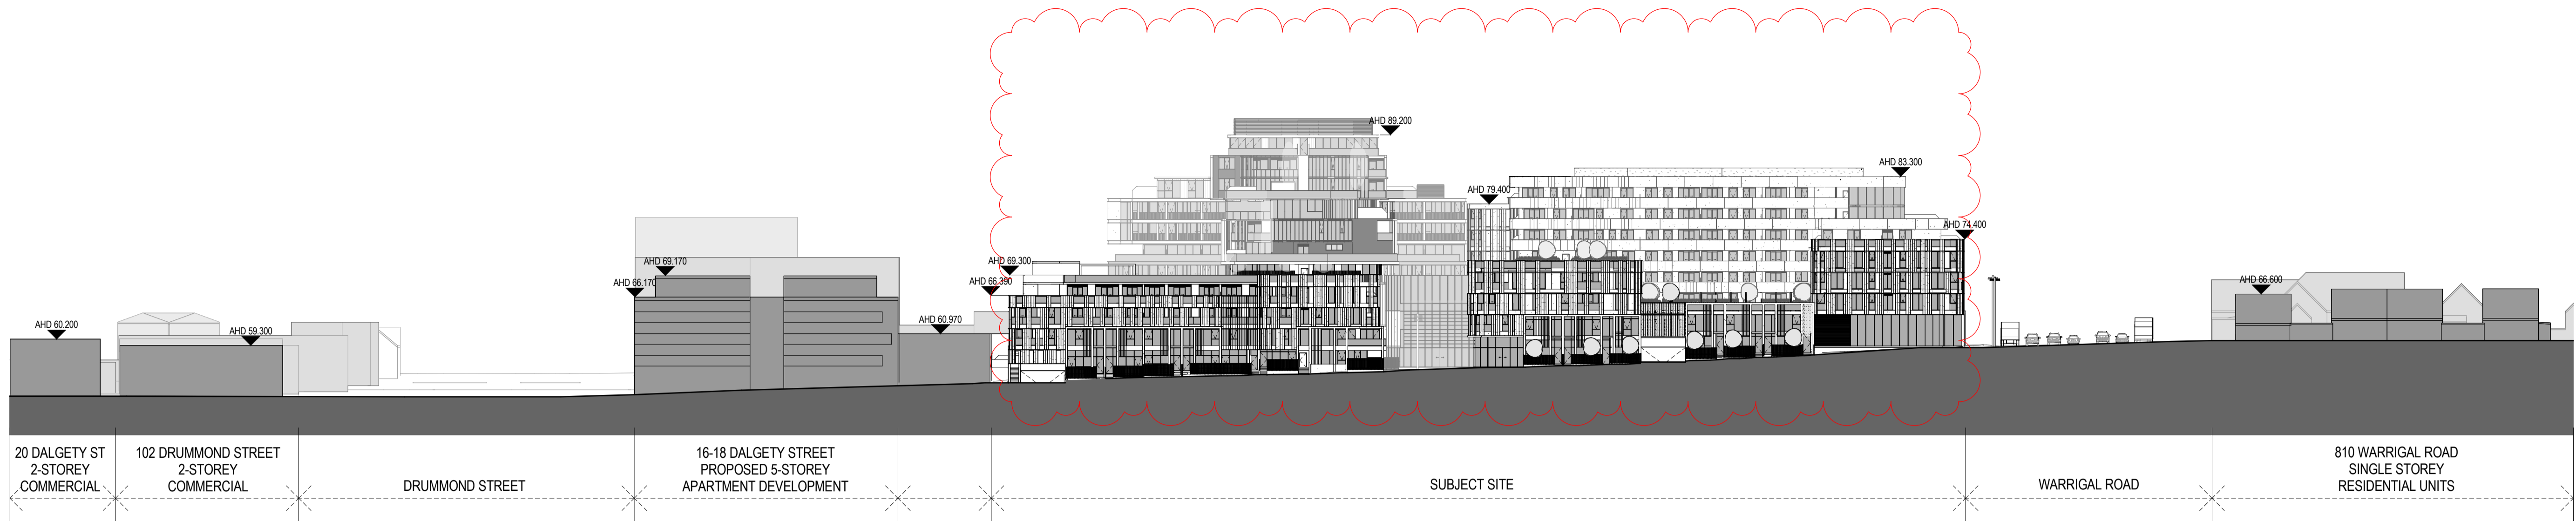 AHD 89.200
AHD 83.300
AHD 79.400
AHD 74.400
AHD 69.300
AHD 69.170
AHD 66.170
AHD 66.390
AHD 66.600
AHD 60.200
AHD 59.300
AHD 60.970
20 DALGETY ST
2-STOREY
COMMERCIAL
102 DRUMMOND STREET
2-STOREY
COMMERCIAL
DRUMMOND STREET
16-18 DALGETY STREET
PROPOSED 5-STOREY
APARTMENT DEVELOPMENT
SUBJECT SITE
WARRIGAL ROAD
810 WARRIGAL ROAD
SINGLE STOREY
RESIDENTIAL UNITS